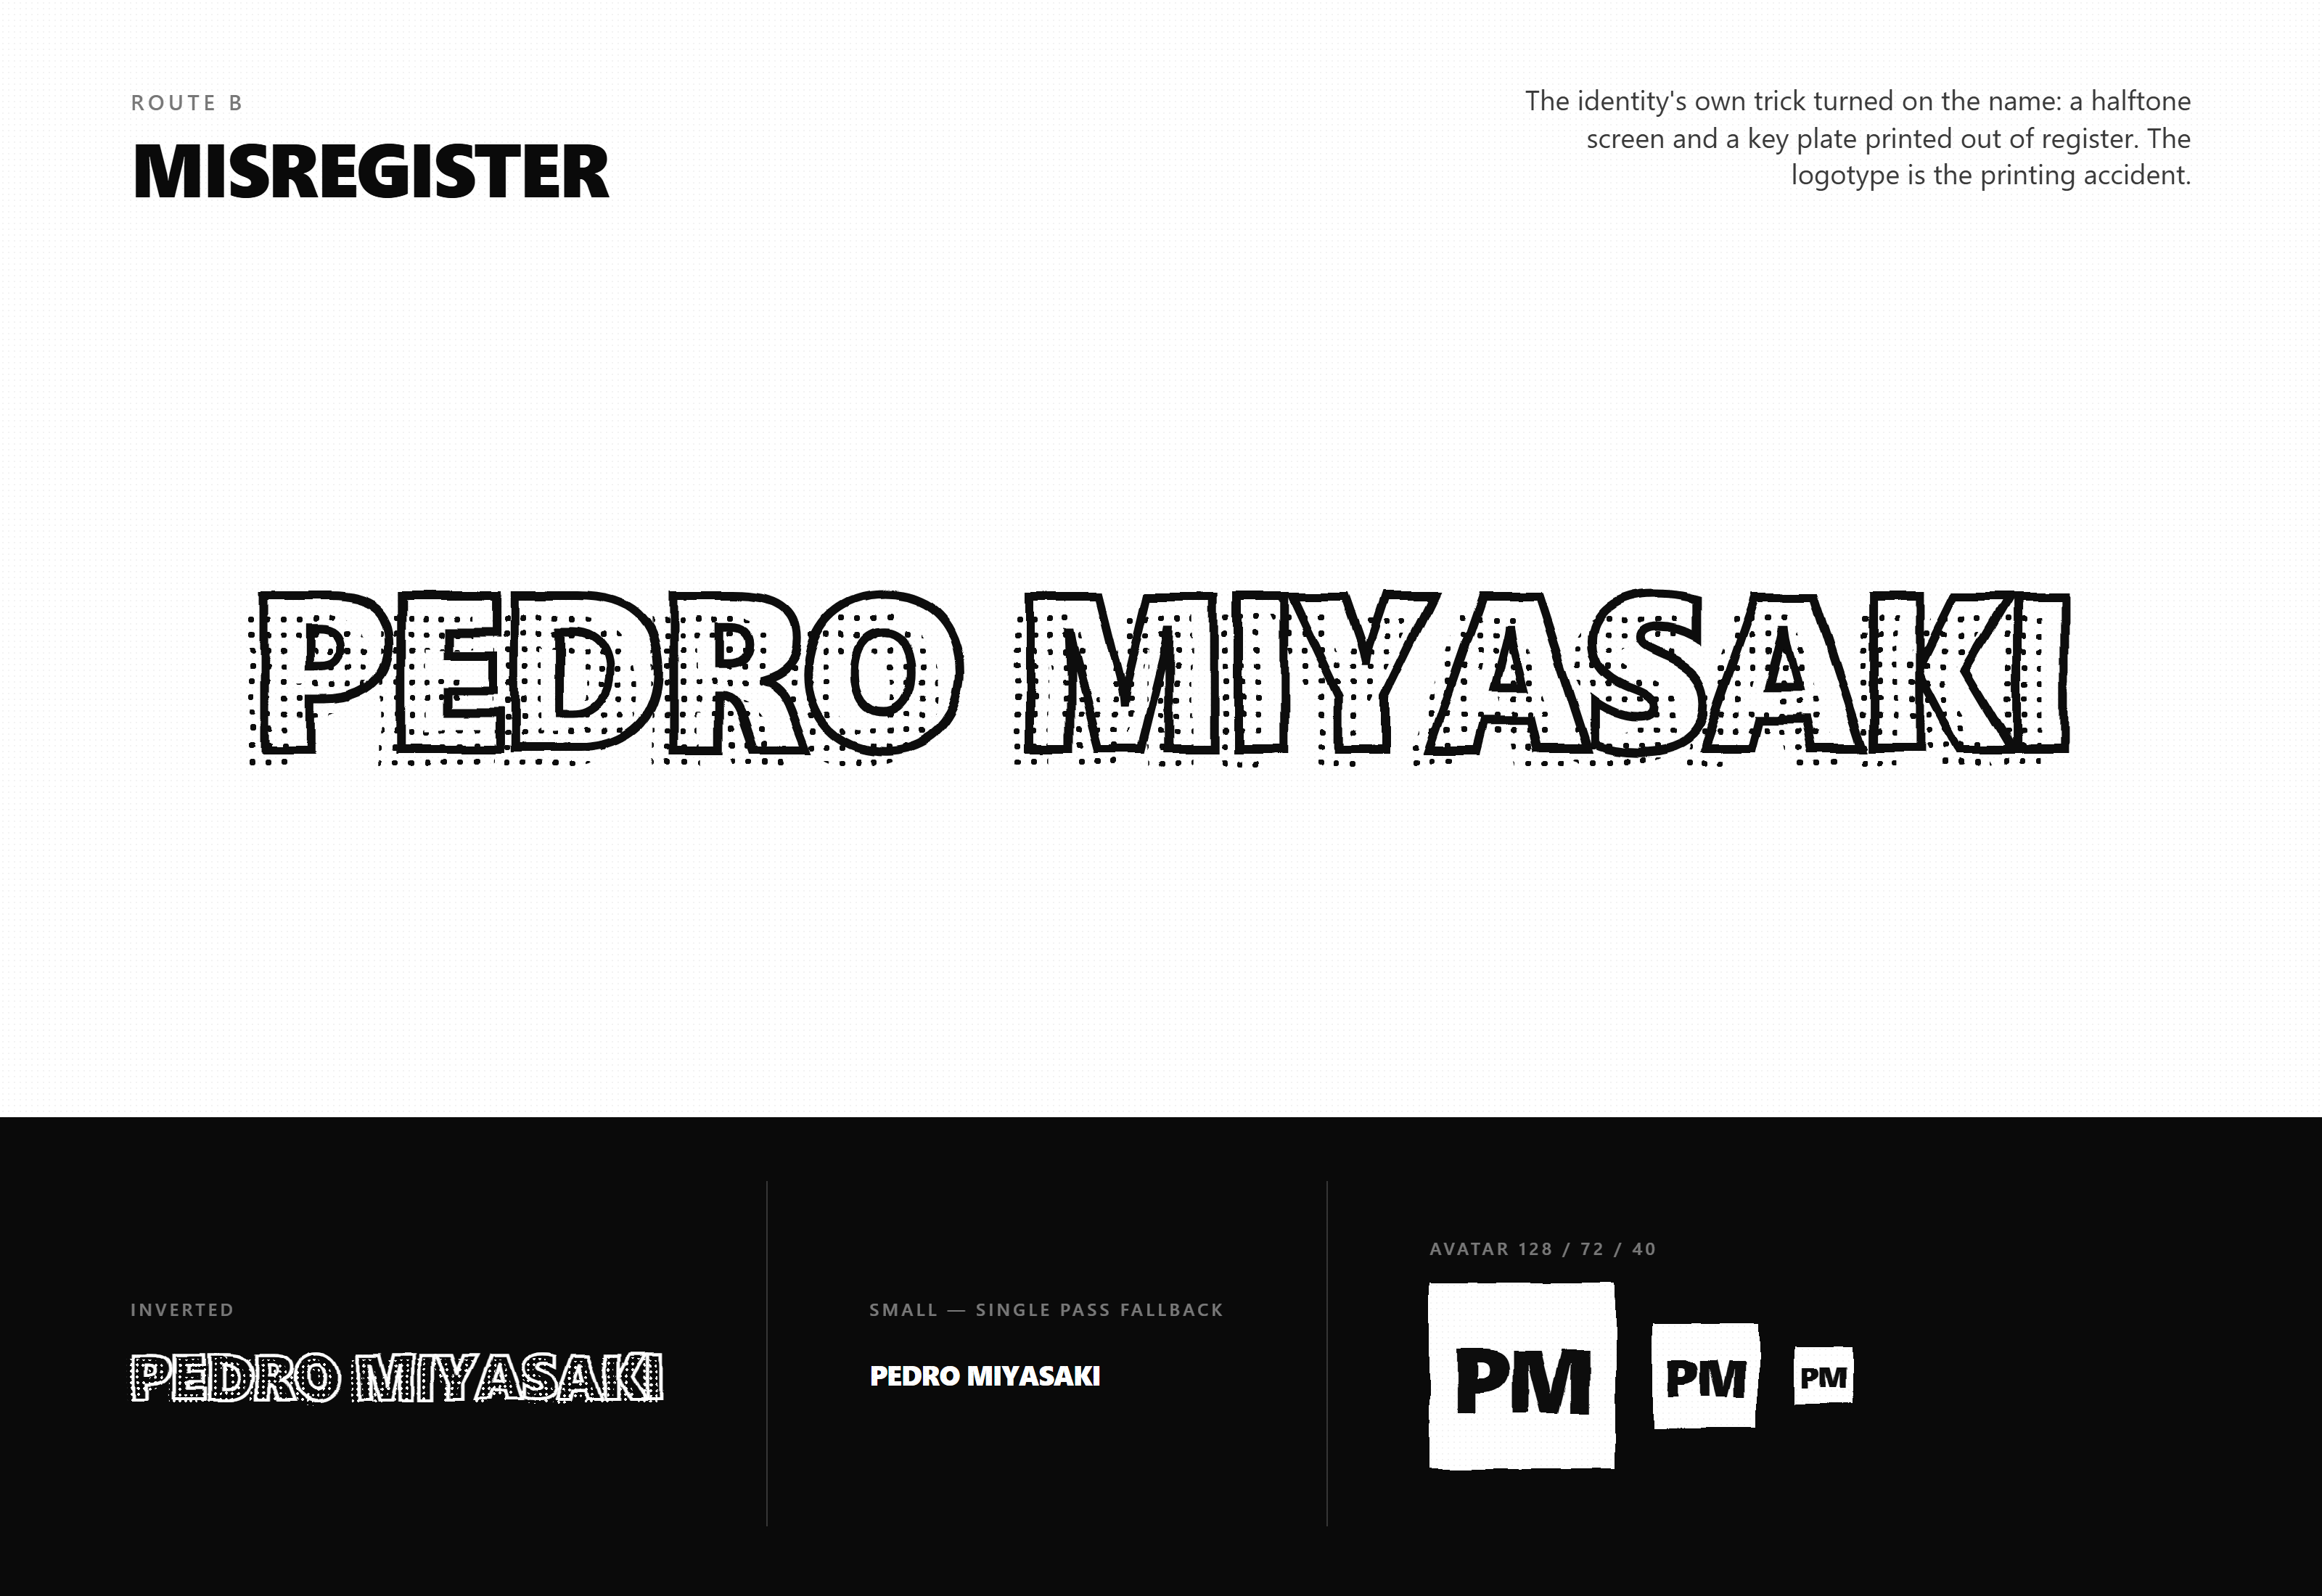 ROUTE B
MISREGISTER
The identity's own trick turned on the name: a halftone
screen and a key plate printed out of register. The
logotype is the printing accident.
PEDRO MIYASAKI
INVERTED
PEDRO MIYASAKI
SMALL — SINGLE PASS FALLBACK
PEDRO MIYASAKI
AVATAR 128 / 72 / 40
PM
PM
PM